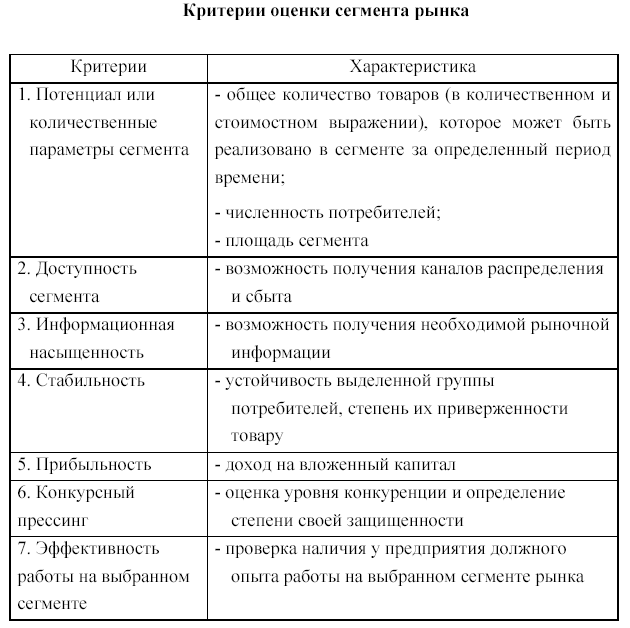 Критерии оценки сегмента рынка
Критерии
Характеристика
1. Потенциал или
количественные
параметры сегмента
- общее количество товаров (в количественном и
стоимостном выражении), которое может быть
реализовано в сегменте за определенный период
времени;
- численность потребителей;
- площадь сегмента
2. Доступность
сегмента
- возможность получения каналов распределения
и сбыта
3. Информационная
насыщенность
- возможность получения необходимой рыночной
информации
4. Стабильность
- устойчивость выделенной группы
потребителей, степень их приверженности
товару
5. Прибыльность
- доход на вложенный капитал
6. Конкурсный
прессинг
- оценка уровня конкуренции и определение
степени своей защищенности
7. Эффективность
работы на выбранном
сегменте
- проверка наличия у предприятия должного
опыта работы на выбранном сегменте рынка